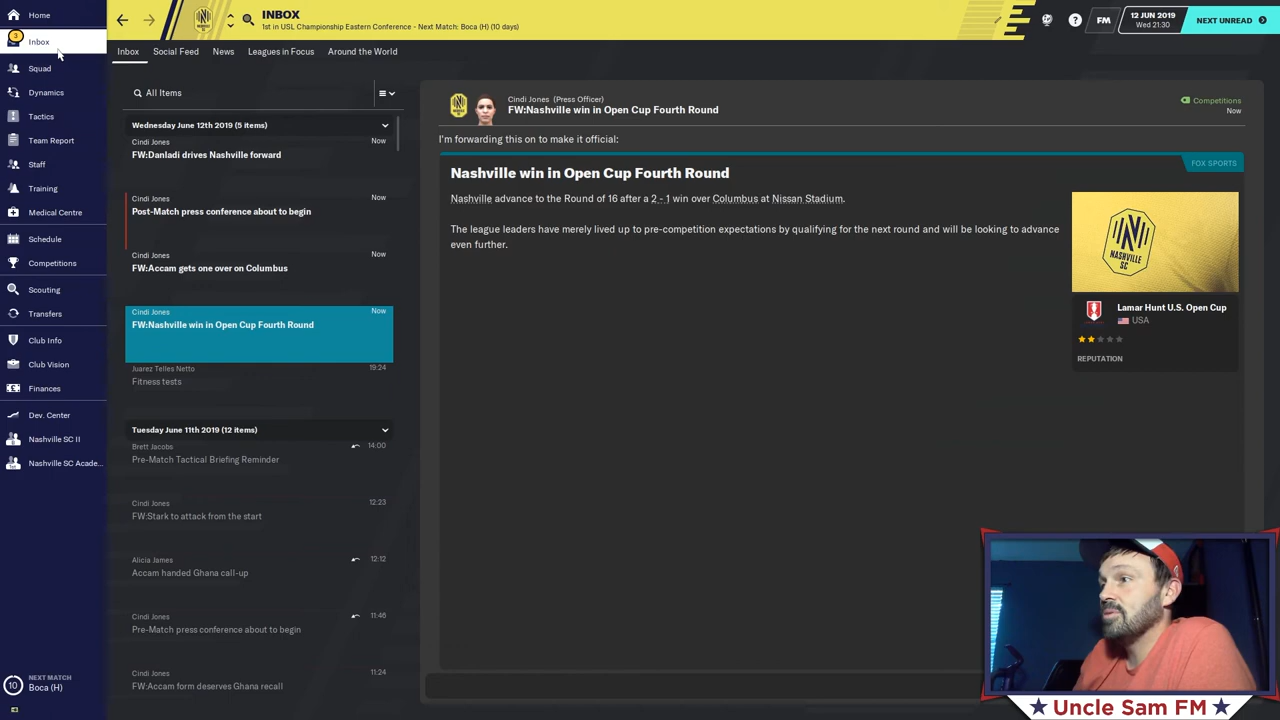 Home
3
Inbox
Squad
Dynamics
Tactics
Team Report
Staff
Training
Medical Centre
Schedule
Competitions
Scouting
Transfers
Club Info
Club Vision
Finances
Dev. Center
Nashville SC II
Nashville SC Acade...
10
NEXT MATCH
Boca (H)
INBOX
1st in USL Championship Eastern Conference - Next Match: Boca (H) (10 days)
?
FM
12 JUN 2019
Wed 21:30
NEXT UNREAD
Inbox Social Feed News Leagues in Focus Around the World
All Items
Wednesday June 12th 2019 (5 items)
Cindi Jones Now
FW:Danladi drives Nashville forward
Cindi Jones Now
Post-Match press conference about to begin
Cindi Jones Now
FW:Accam gets one over on Columbus
Cindi Jones Now
FW:Nashville win in Open Cup Fourth Round
Juarez Telles Netto 19:24
Fitness tests
Tuesday June 11th 2019 (12 items)
Brett Jacobs 14:00
Pre-Match Tactical Briefing Reminder
Cindi Jones 12:23
FW:Stark to attack from the start
Alicia James 12:12
Accam handed Ghana call-up
Cindi Jones 11:46
Pre-Match press conference about to begin
Cindi Jones 11:24
FW:Accam form deserves Ghana recall
Cindi Jones (Press Officer)
FW:Nashville win in Open Cup Fourth Round
Competitions
Now
I'm forwarding this on to make it official:
FOX SPORTS
Nashville win in Open Cup Fourth Round
Nashville advance to the Round of 16 after a 2 - 1 win over Columbus at Nissan Stadium.
The league leaders have merely lived up to pre-competition expectations by qualifying for the next round and will be looking to advance
even further.
NASHVILLE
SC
Lamar Hunt U.S. Open Cup
USA
REPUTATION
Uncle Sam FM